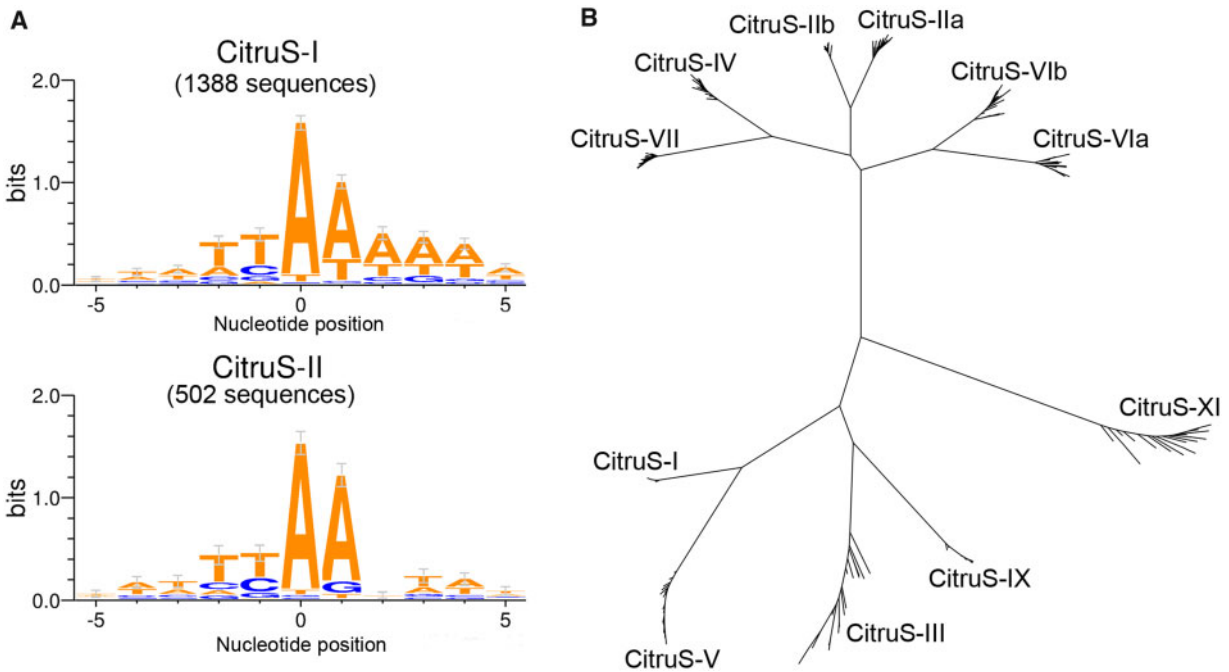 A
CitruS-I
(1388 sequences)
2.0
1.0
0.0
bits
-5
0
5
Nucleotide position
CitruS-II
(502 sequences)
2.0
1.0
0.0
bits
-5
0
5
Nucleotide position
B
CitruS-IIb
CitruS-IIa
CitruS-IV
CitruS-VIb
CitruS-VII
CitruS-VIa
CitruS-XI
CitruS-I
CitruS-IX
CitruS-III
CitruS-V